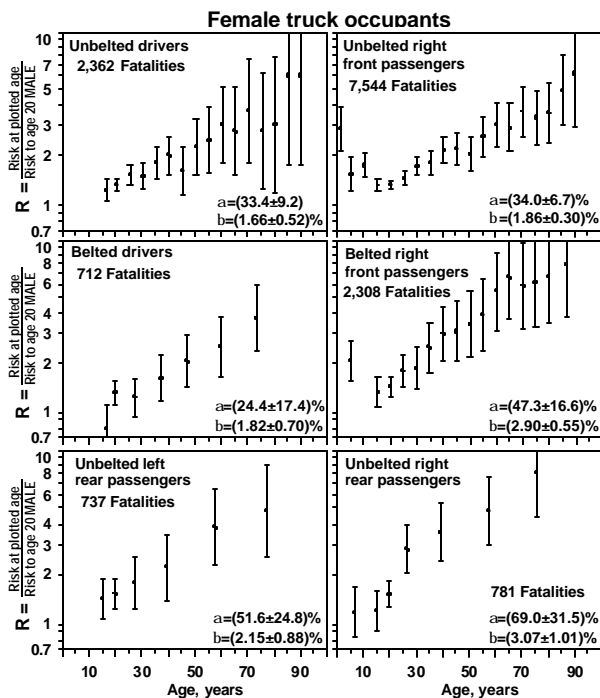 Female truck occupants
Unbelted drivers
2,362 Fatalities
a=(33.4±9.2)
b=(1.66±0.52)%
Unbelted right
front passengers
7,544 Fatalities
a=(34.0±6.7)%
b=(1.86±0.30)%
R = Risk at plotted age
Risk to age 20 MALE
10
6
3
2
1
0.7
Belted drivers
712 Fatalities
a=(24.4±17.4)%
b=(1.82±0.70)%
Belted right
front passengers
2,308 Fatalities
a=(47.3±16.6)%
b=(2.90±0.55)%
R = Risk at plotted age
Risk to age 20 MALE
10
6
4
2
1
0.7
Unbelted left
rear passengers
737 Fatalities
a=(51.6±24.8)%
b=(2.15±0.88)%
Unbelted right
rear passengers
781 Fatalities
a=(69.0±31.5)%
b=(3.07±1.01)%
R = Risk at plotted age
Risk to age 20 MALE
10
6
4
2
1
0.7
10 30 50 70 90 10 30 50 70 90
Age, years Age, years